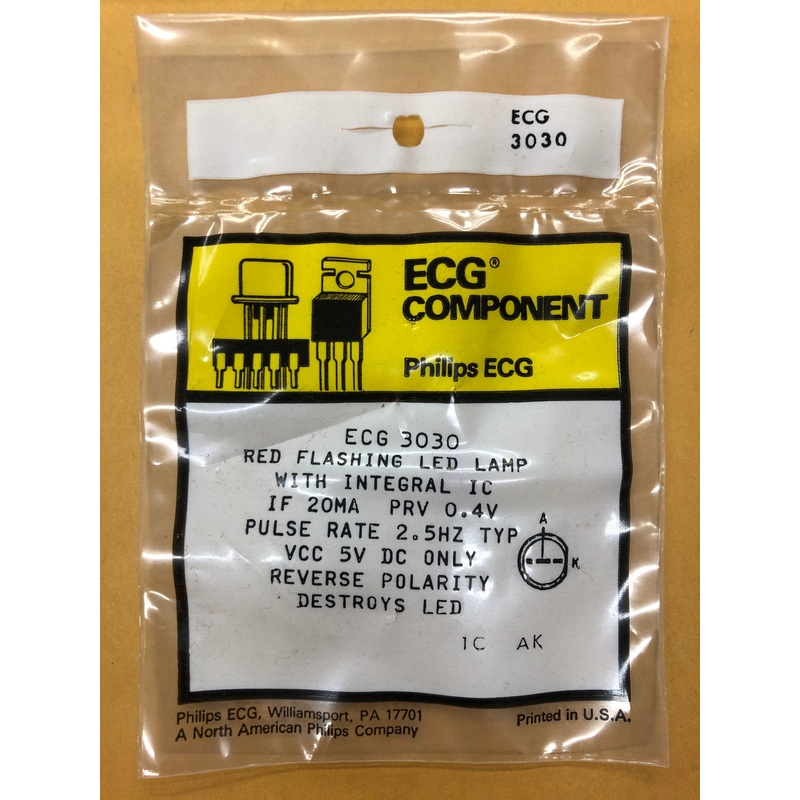 ECG
3030
ECG®
COMPONENT
Philips ECG
ECG 3030
RED FLASHING LED LAMP
WITH INTEGRAL IC
IF 20MA PRV 0.4V
PULSE RATE 2.5HZ TYP
VCC 5V DC ONLY
REVERSE POLARITY
DESTROYS LED
A
K
1C AK
Philips ECG, Williamsport, PA 17701
A North American Philips Company
Printed in U.S.A.